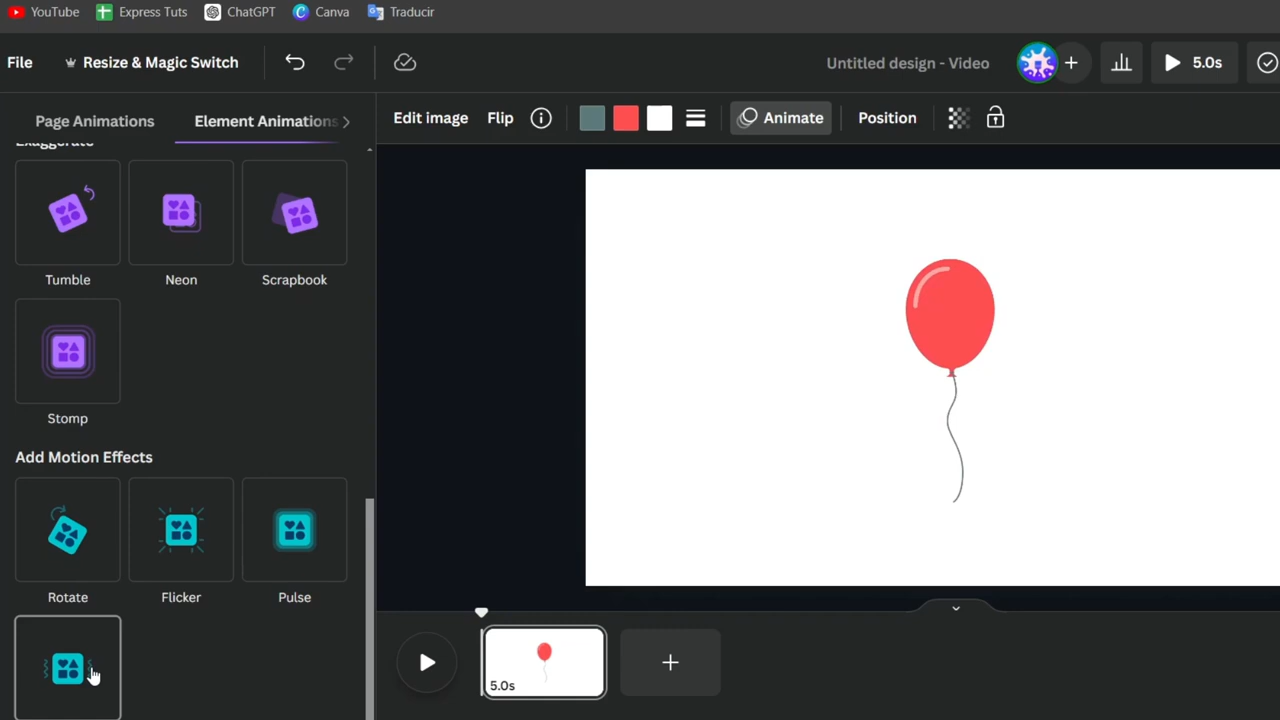 YouTube Express Tuts ChatGPT Canva Traducir
File Resize & Magic Switch Untitled design - Video 5.0s
Page Animations Element Animations
Edit image Flip Animate Position
Exaggerate
Tumble Neon Scrapbook
Stomp
Add Motion Effects
Rotate Flicker Pulse
5.0s